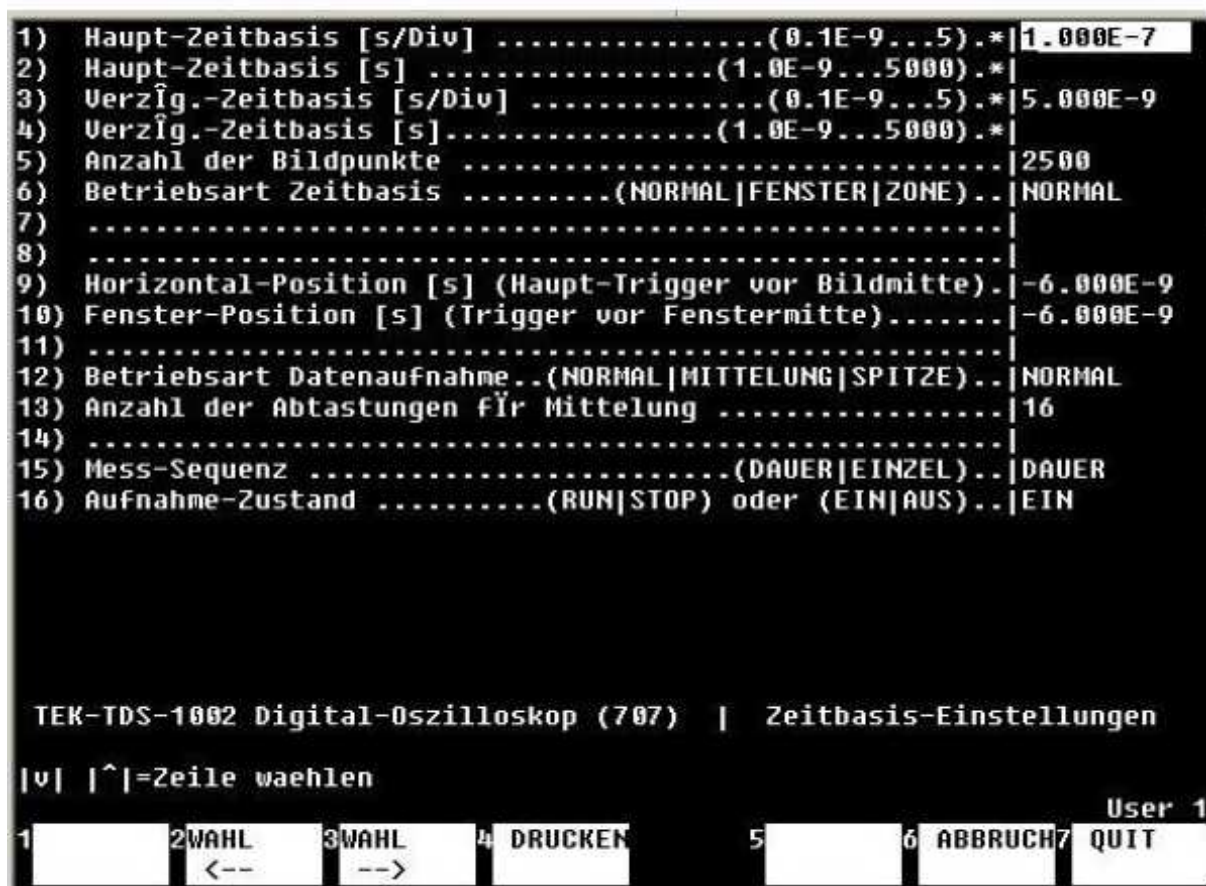 1) Haupt-Zeitbasis [s/Div] .................(0.1E-9...5).*|1.000E-7
2) Haupt-Zeitbasis [s] .................(1.0E-9...5000).*|
3) VerzÎg.-Zeitbasis [s/Div] ..............(0.1E-9...5).*|5.000E-9
4) VerzÎg.-Zeitbasis [s]................(1.0E-9...5000).*|
5) Anzahl der Bildpunkte ................................|2500
6) Betriebsart Zeitbasis .........(NORMAL|FENSTER|ZONE)..|NORMAL
7) ......................................................|
8) ......................................................|
9) Horizontal-Position [s] (Haupt-Trigger vor Bildmitte).|-6.000E-9
10) Fenster-Position [s] (Trigger vor Fenstermitte).......|-6.000E-9
11) ......................................................|
12) Betriebsart Datenaufnahme..(NORMAL|MITTELUNG|SPITZE)..|NORMAL
13) Anzahl der Abtastungen fÏr Mittelung .................|16
14) ......................................................|
15) Mess-Sequenz .........................(DAUER|EINZEL)..|DAUER
16) Aufnahme-Zustand ..........(RUN|STOP) oder (EIN|AUS)..|EIN
TEK-TDS-1002 Digital-Oszilloskop (707) | Zeitbasis-Einstellungen
|v| |^|=Zeile waehlen
User 1
1 2 WAHL 3 WAHL 4 DRUCKEN 5 6 ABBRUCH 7 QUIT
<-- -->